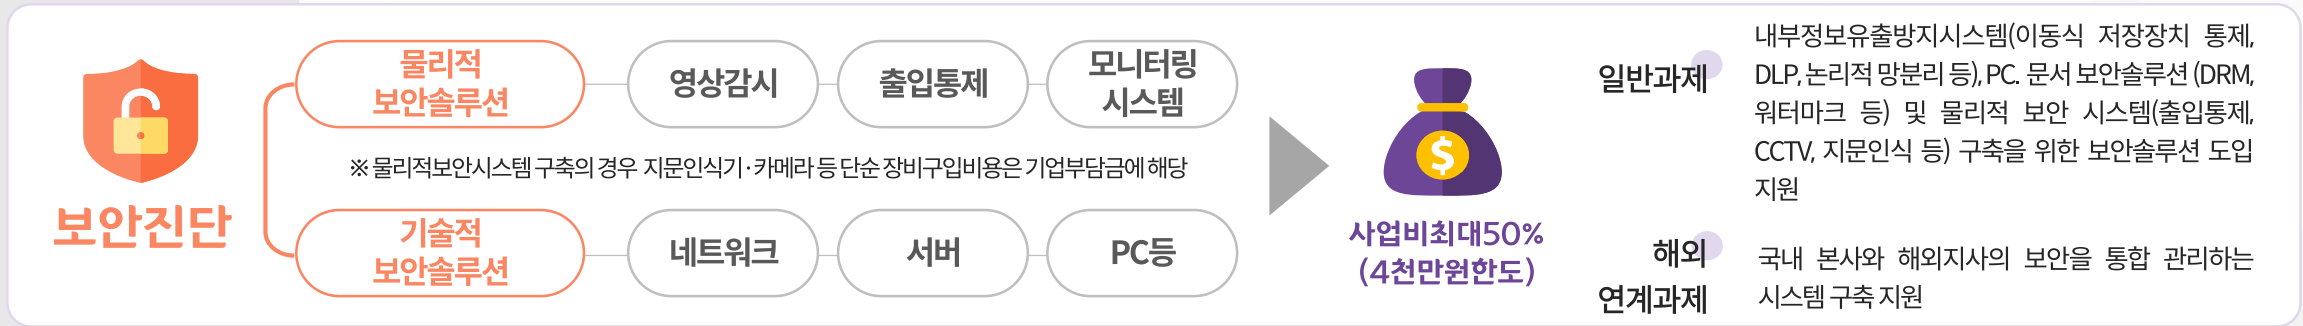 보안진단
물리적
보안솔루션
영상감시
출입통제
모니터링
시스템
※ 물리적보안시스템 구축의 경우 지문인식기·카메라 등 단순 장비구입비용은 기업부담금에 해당
기술적
보안솔루션
네트워크
서버
PC등
$
사업비최대50%
(4천만원한도)
일반과제
내부정보유출방지시스템(이동식 저장장치 통제,
DLP, 논리적 망분리 등), PC. 문서 보안솔루션 (DRM,
워터마크 등) 및 물리적 보안 시스템(출입통제,
CCTV, 지문인식 등) 구축을 위한 보안솔루션 도입
지원
해외
연계과제
국내 본사와 해외지사의 보안을 통합 관리하는
시스템 구축 지원